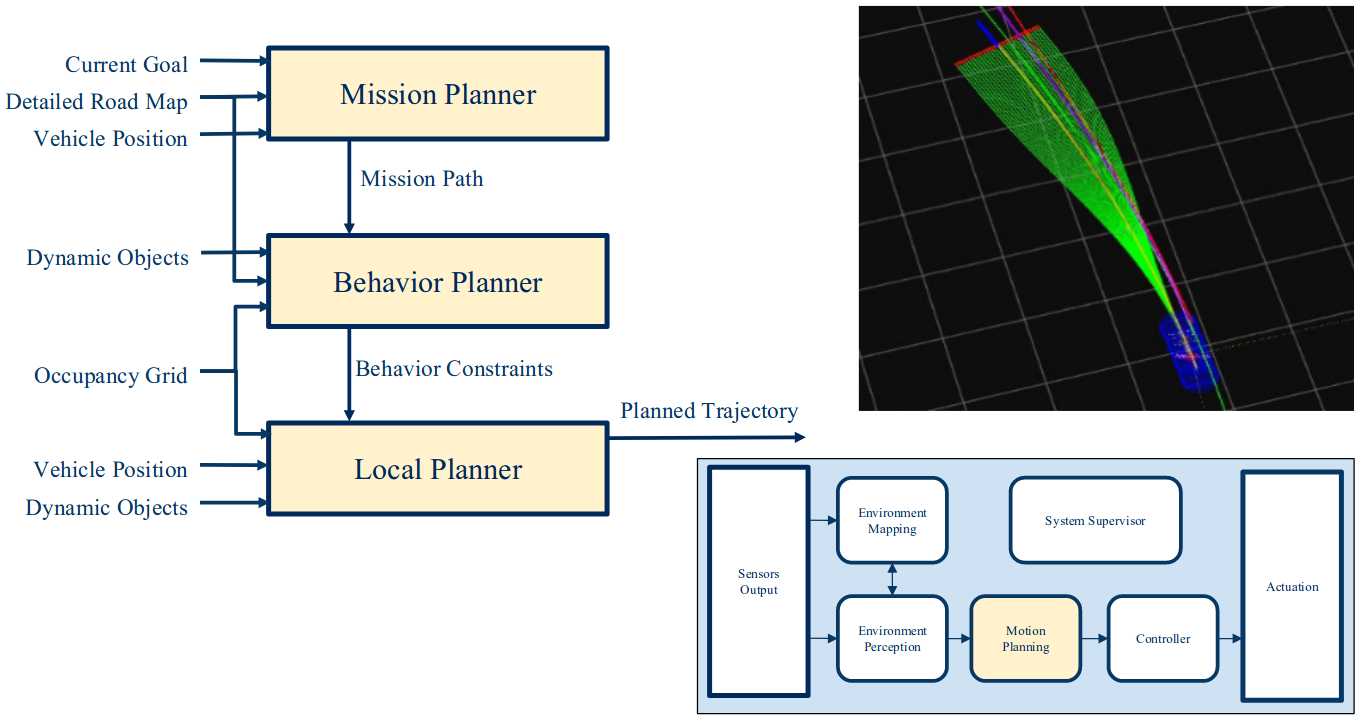 Current Goal
Detailed Road Map
Vehicle Position
Mission Planner
Mission Path
Dynamic Objects
Behavior Planner
Occupancy Grid
Behavior Constraints
Planned Trajectory
Local Planner
Vehicle Position
Dynamic Objects
Sensors
Output
Environment
Mapping
System Supervisor
Environment
Perception
Motion
Planning
Controller
Actuation